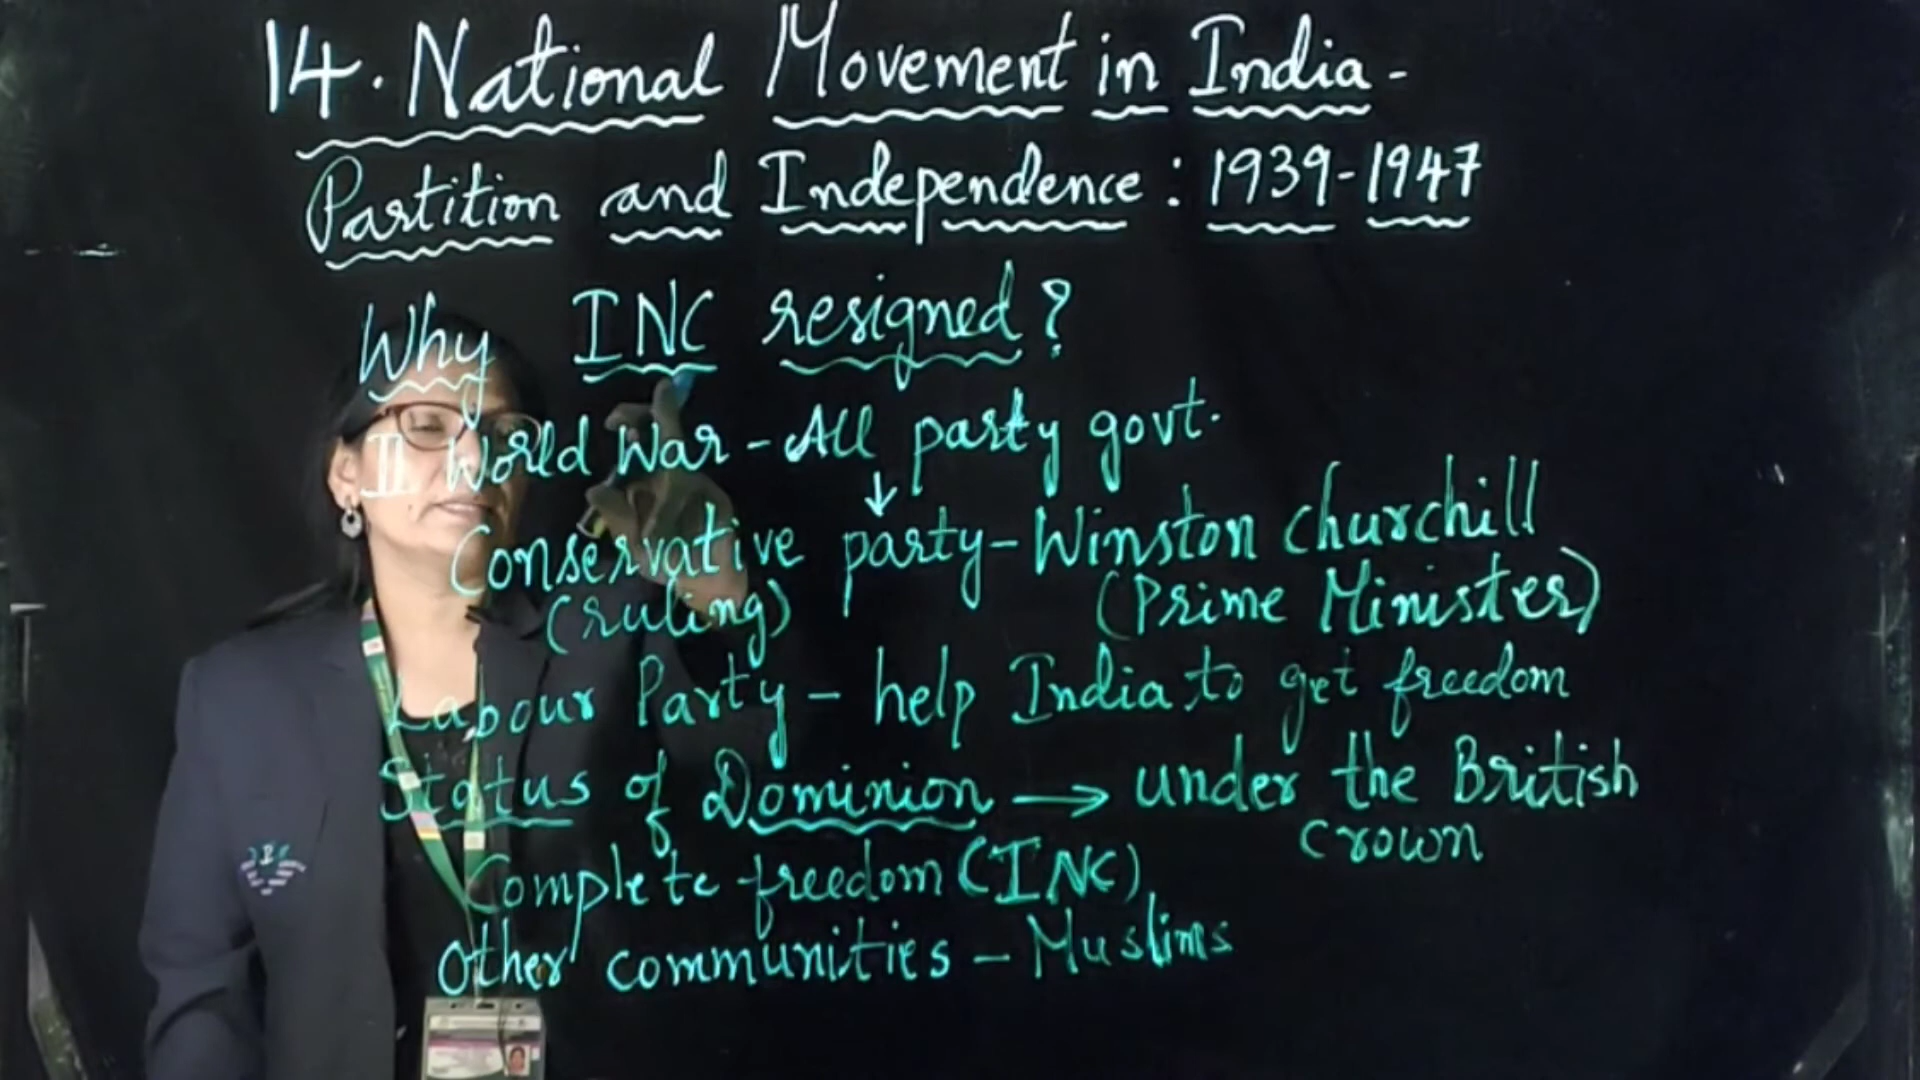 14. National Movement in India -
Partition and Independence : 1939-1947
Why INC resigned?
II World War - All party govt.
↓
Conservative party - Winston Churchill
(ruling) (Prime Minister)
Labour Party - help India to get freedom
Status of Dominion → under the British
Crown
Complete freedom (INC)
Other communities - Muslims